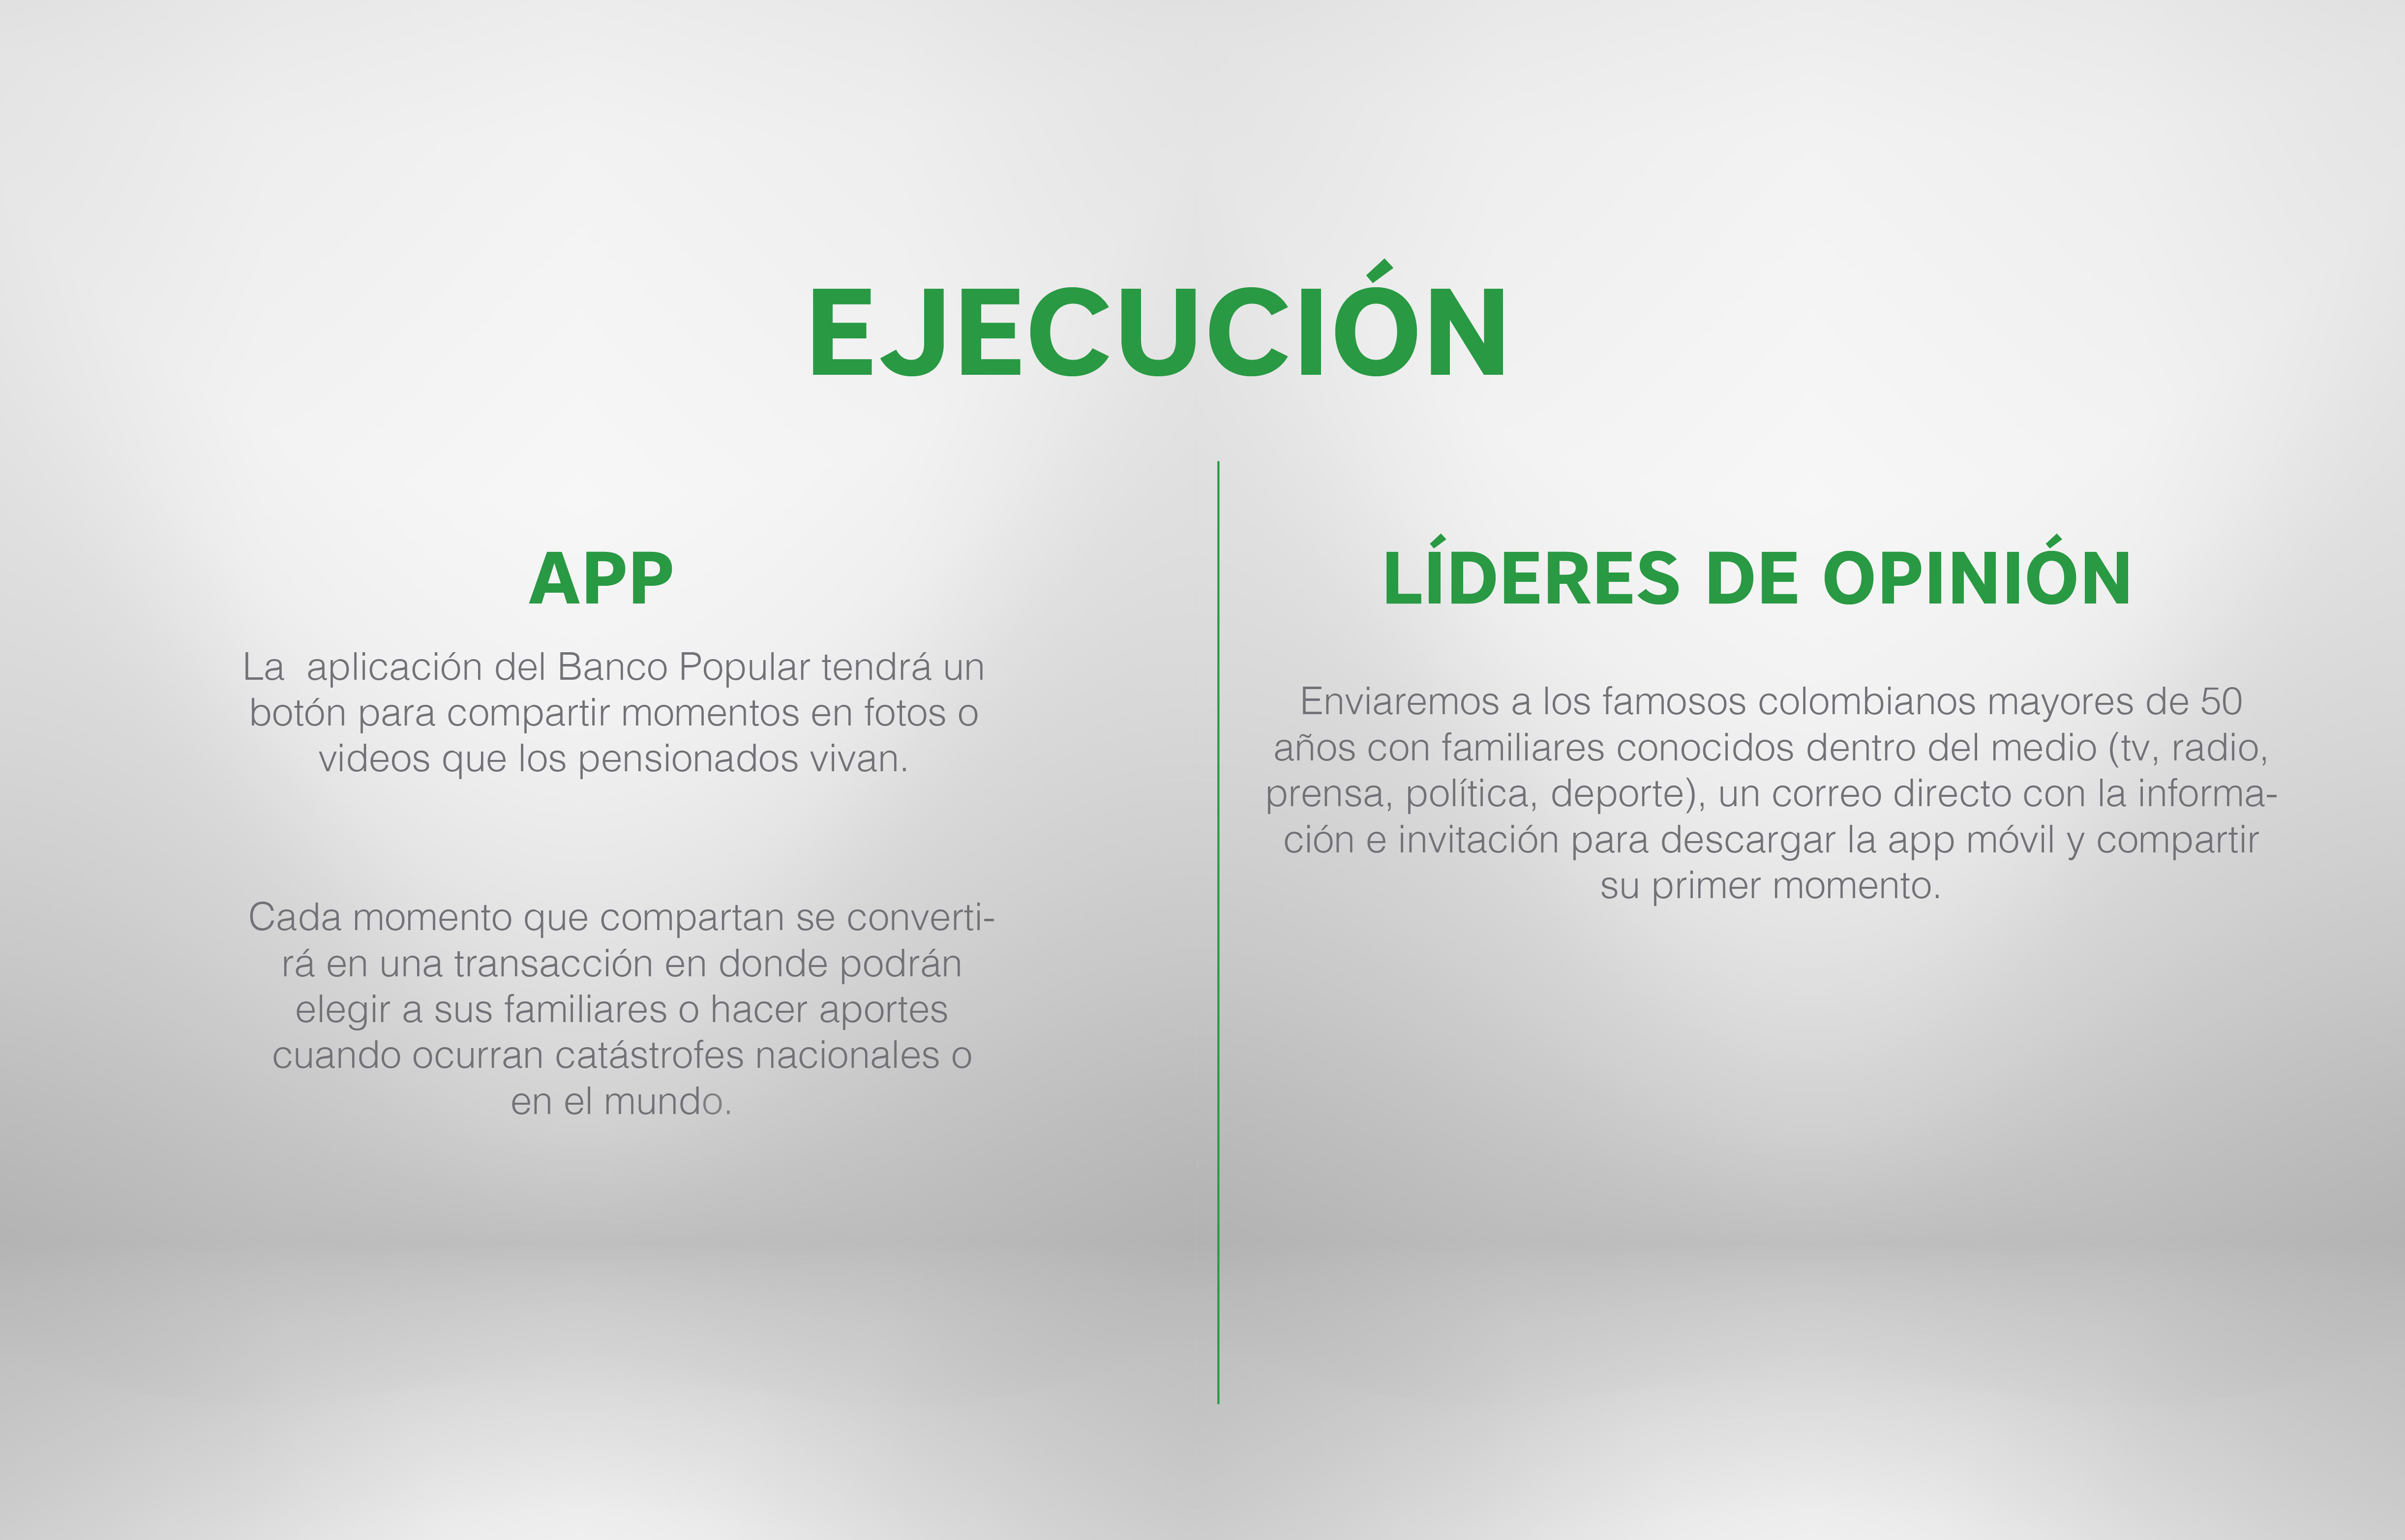 EJECUCIÓN
APP
La  aplicación del Banco Popular tendrá un
botón para compartir momentos en fotos o
videos que los pensionados vivan.
Cada momento que compartan se converti-
rá en una transacción en donde podrán
elegir a sus familiares o hacer aportes
cuando ocurran catástrofes nacionales o
en el mundo.
LÍDERES DE OPINIÓN
Enviaremos a los famosos colombianos mayores de 50
años con familiares conocidos dentro del medio (tv, radio,
prensa, política, deporte), un correo directo con la informa-
ción e invitación para descargar la app móvil y compartir
su primer momento.